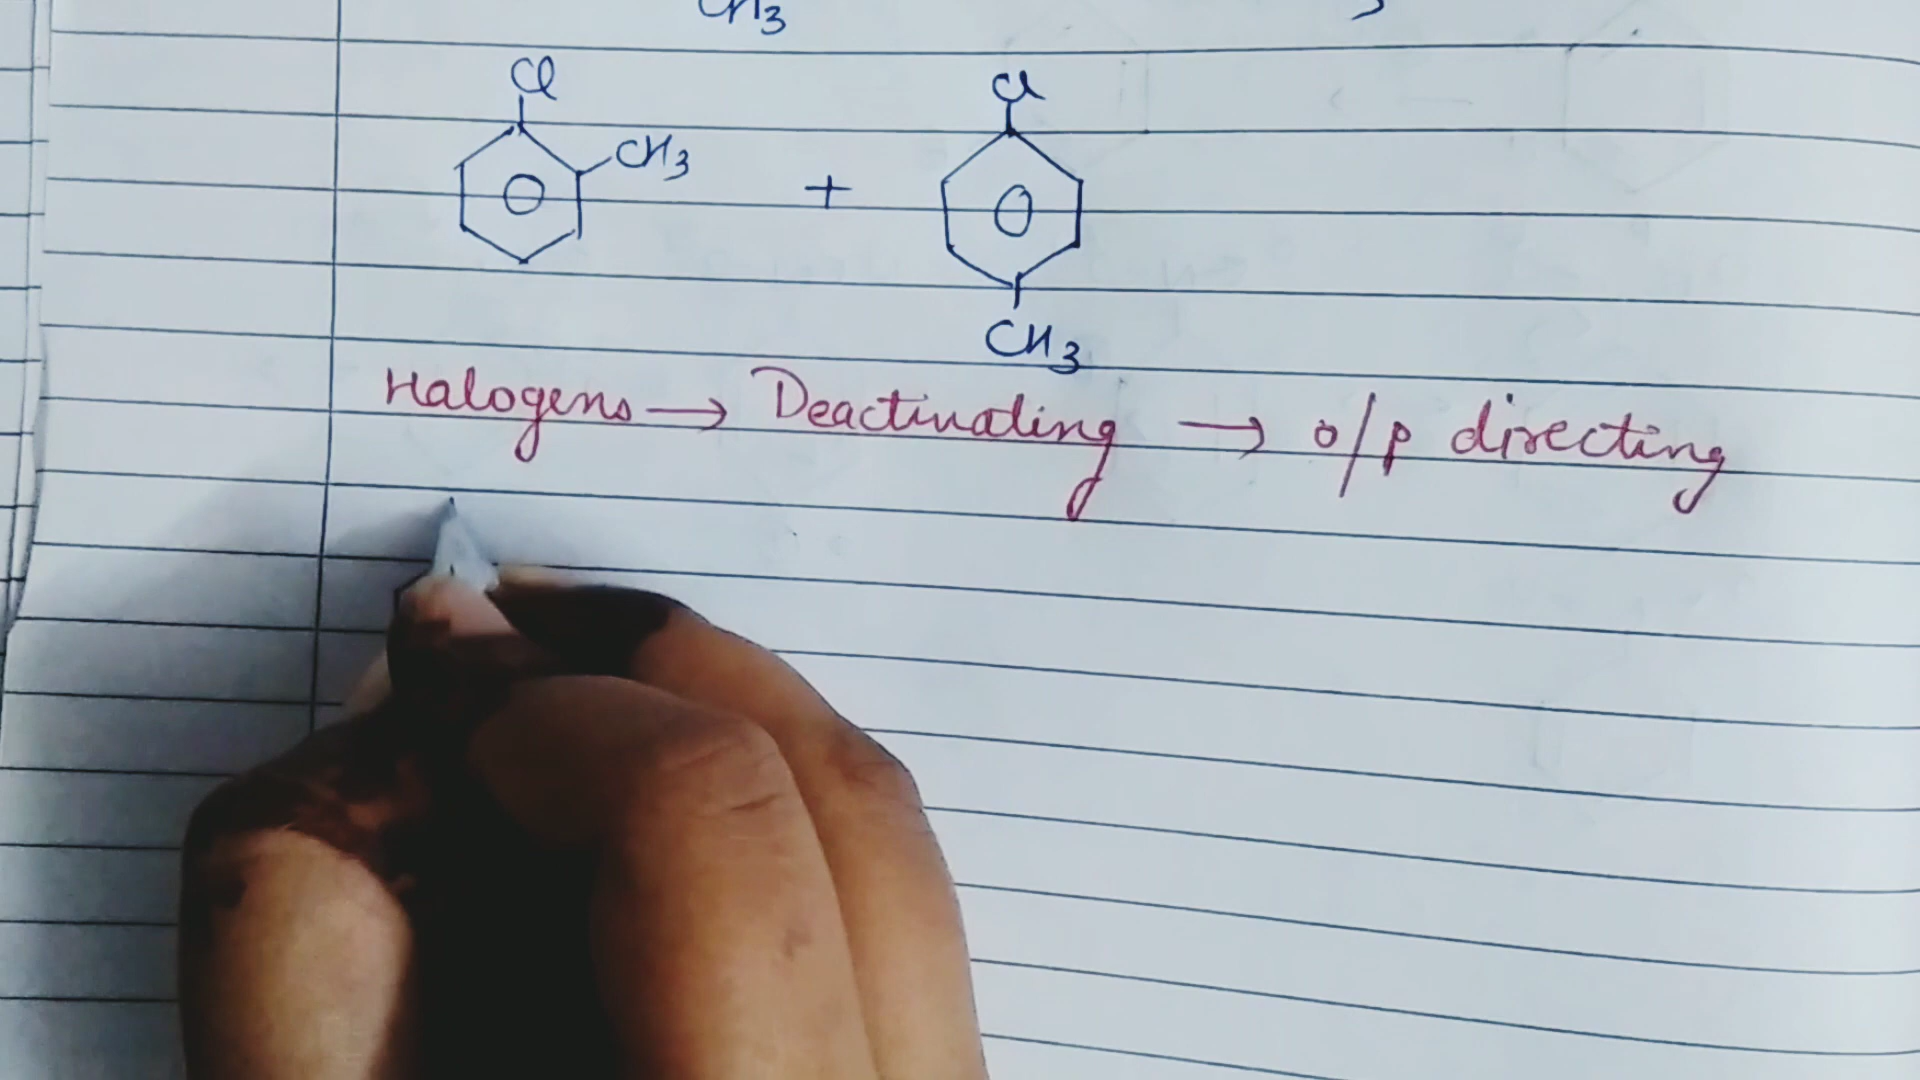 CH3
Cl Cl
CH3 +
CH3
Halogens → Deactivating → o/p directing